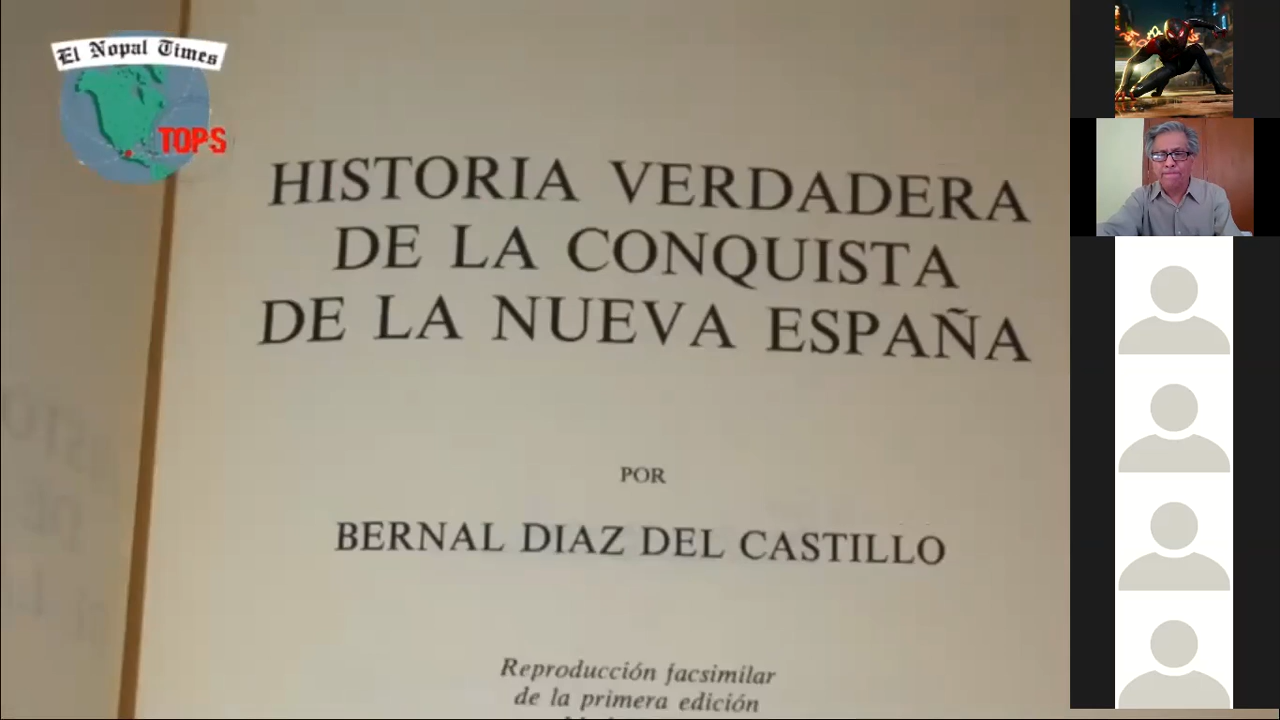 El Nopal Times
TOPS
HISTORIA VERDADERA
DE LA CONQUISTA
DE LA NUEVA ESPAÑA
POR
BERNAL DIAZ DEL CASTILLO
Reproducción facsimilar
de la primera edición